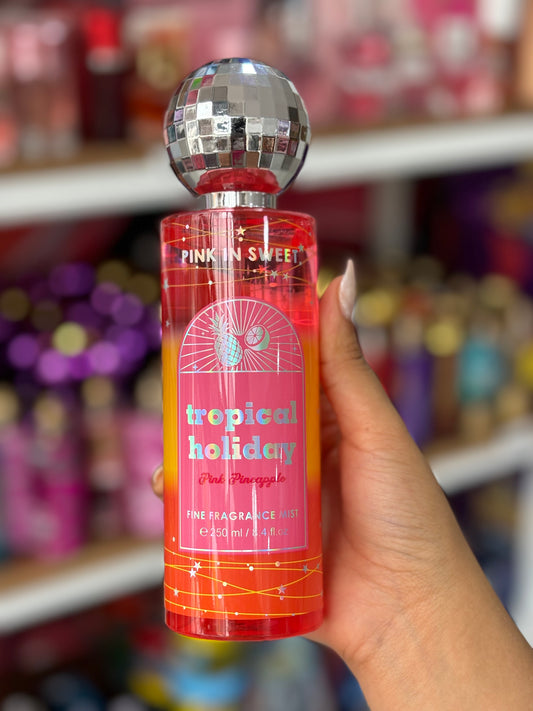 PINK IN SWEET
tropical
holiday
Pink Pineapple
FINE FRAGRANCE MIST
℮ 250 ml / 8.4 fl.oz